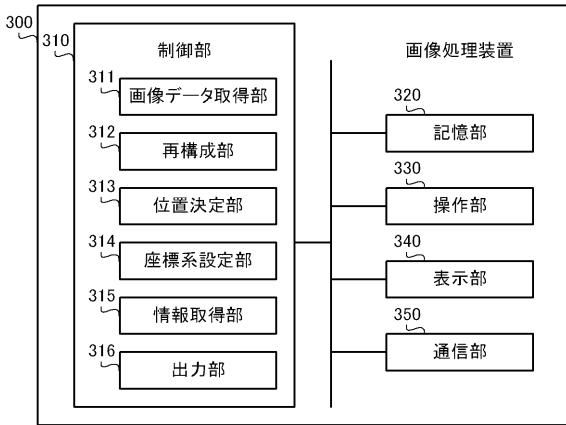 300
310
制御部
311
画像データ取得部
312
再構成部
313
位置決定部
314
座標系設定部
315
情報取得部
316
出力部
画像処理装置
320
記憶部
330
操作部
340
表示部
350
通信部